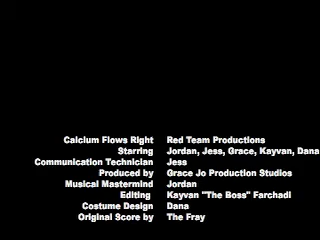 Calcium Flows Right Red Team Productions
Starring Jordan, Jess, Grace, Kayvan, Dana
Communication Technician Jess
Produced by Grace Jo Production Studios
Musical Mastermind Jordan
Editing Kayvan "The Boss" Farchadi
Costume Design Dana
Original Score by The Fray